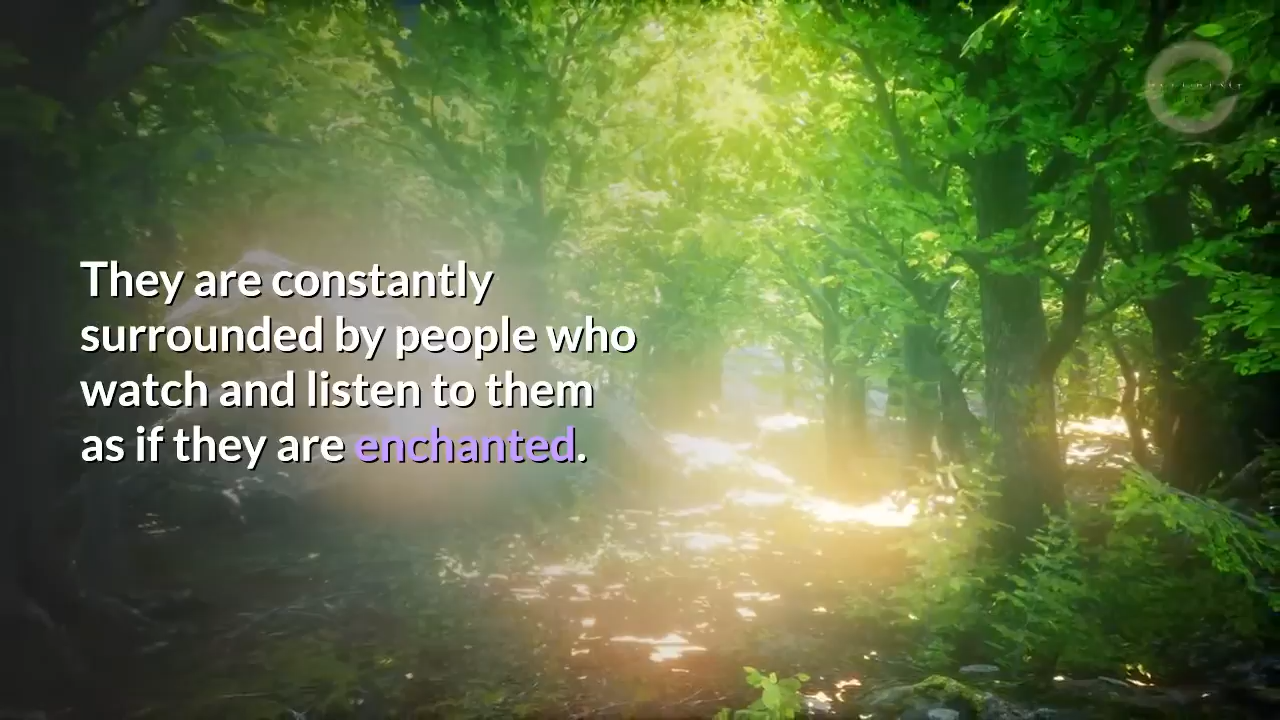 They are constantly
surrounded by people who
watch and listen to them
as if they are enchanted.